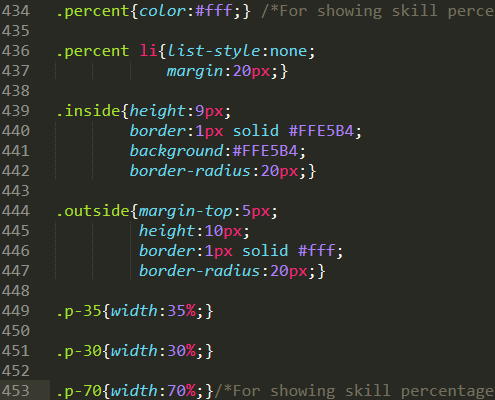 434 .percent{color:#fff;} /*For showing skill
435
436 .percent li{list-style:none;
437 margin:20px;}
438
439 .inside{height:9px;
440 border:1px solid #FFE5B4;
441 background:#FFE5B4;
442 border-radius:20px;}
443
444 .outside{margin-top:5px;
445 height:10px;
446 border:1px solid #fff;
447 border-radius:20px;}
448
449 .p-35{width:35%;}
450
451 .p-30{width:30%;}
452
453 .p-70{width:70%;}/*For showing skill percentage